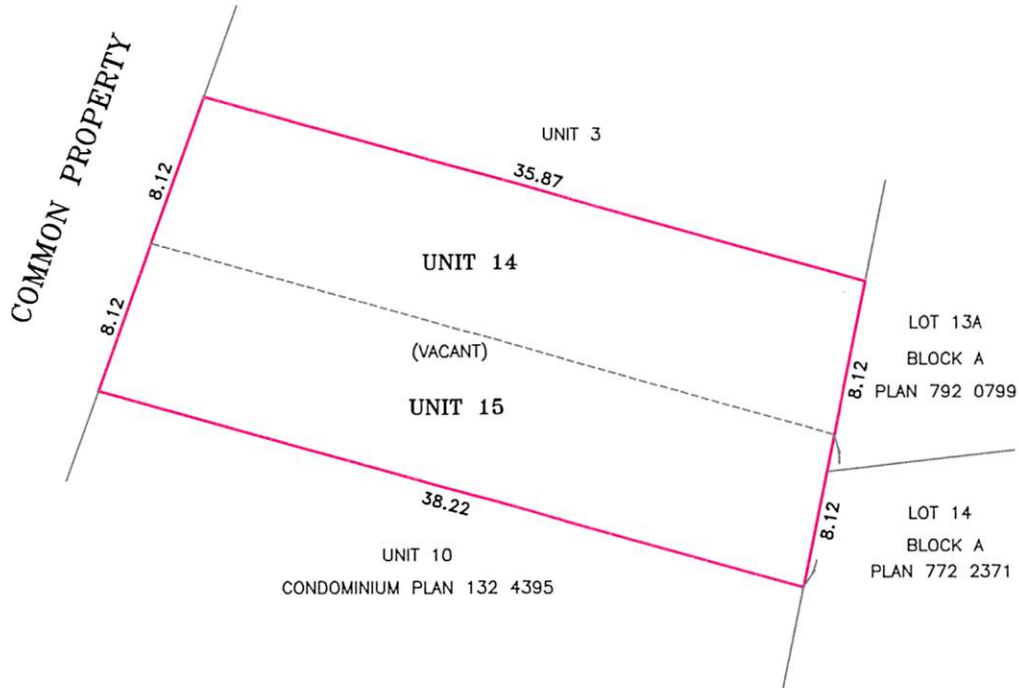 COMMON PROPERTY
UNIT 3
35.87
8.12
UNIT 14
8.12
(VACANT)
UNIT 15
LOT 13A
BLOCK A
PLAN 792 0799
8.12
38.22
8.12
LOT 14
BLOCK A
PLAN 772 2371
UNIT 10
CONDOMINIUM PLAN 132 4395